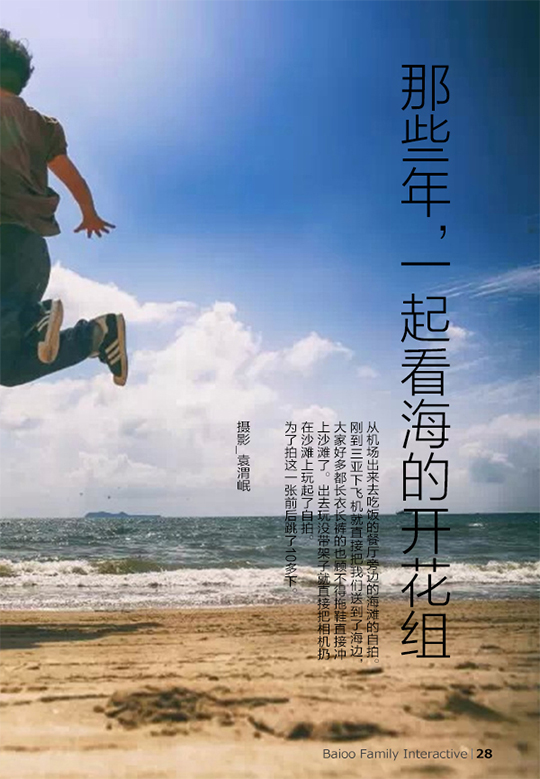 那些年，一起看海的开花组
从机场出来去吃饭的餐厅旁边的海滩的自拍。
刚到三亚下飞机就直接把我们送到了海边，
大家好多都长衣长裤的也顾不得拖鞋直接冲
上沙滩了。出去玩没带架子就直接把相机扔
在沙滩上玩起了自拍。
为了拍这一张前后跳了10多下。
摄影_袁渭岷
Baioo Family Interactive | 28